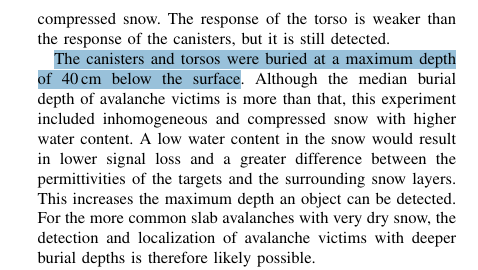 compressed snow. The response of the torso is weaker than
the response of the canisters, but it is still detected.
The canisters and torsos were buried at a maximum depth
of 40 cm below the surface. Although the median burial
depth of avalanche victims is more than that, this experiment
included inhomogeneous and compressed snow with higher
water content. A low water content in the snow would result
in lower signal loss and a greater difference between the
permittivities of the targets and the surrounding snow layers.
This increases the maximum depth an object can be detected.
For the more common slab avalanches with very dry snow, the
detection and localization of avalanche victims with deeper
burial depths is therefore likely possible.